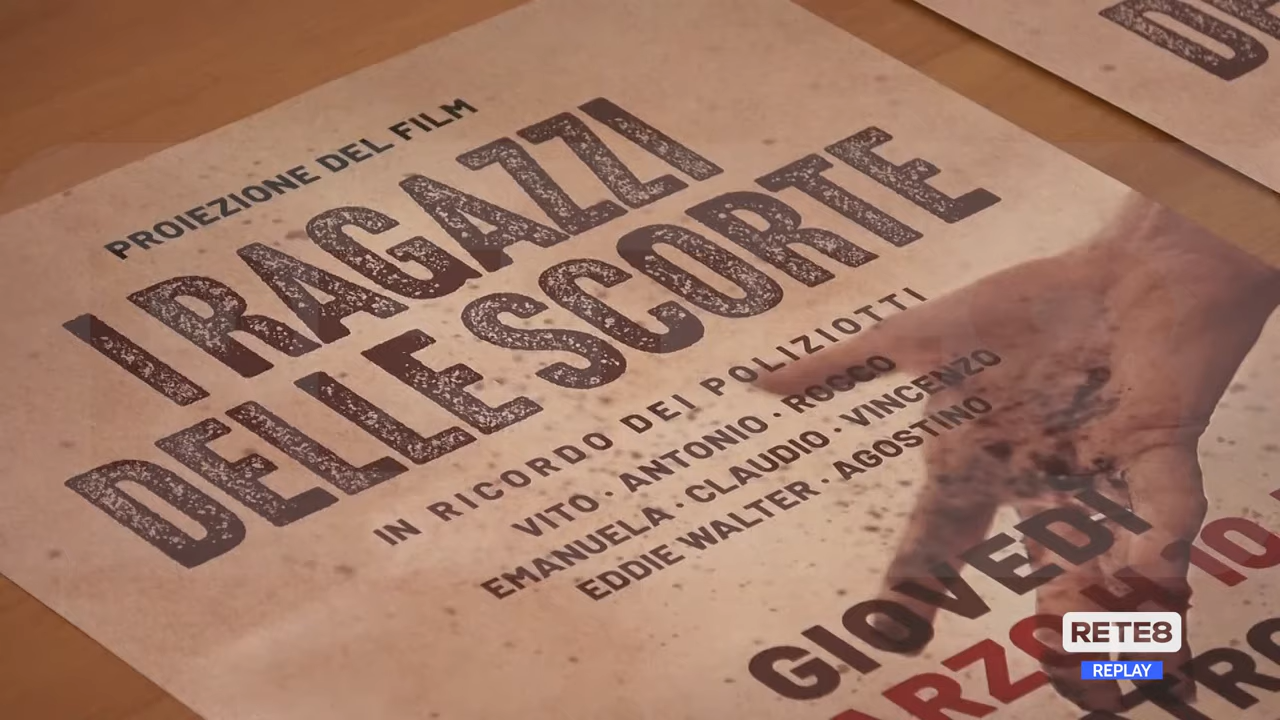 PROIEZIONE DEL FILM
I RAGAZZI
DELLE SCORTE
IN RICORDO DEI POLIZIOTTI
VITO · ANTONIO · ROCCO
EMANUELA · CLAUDIO · VINCENZO
EDDIE WALTER · AGOSTINO
GIOVEDÌ
RETE8
REPLAY